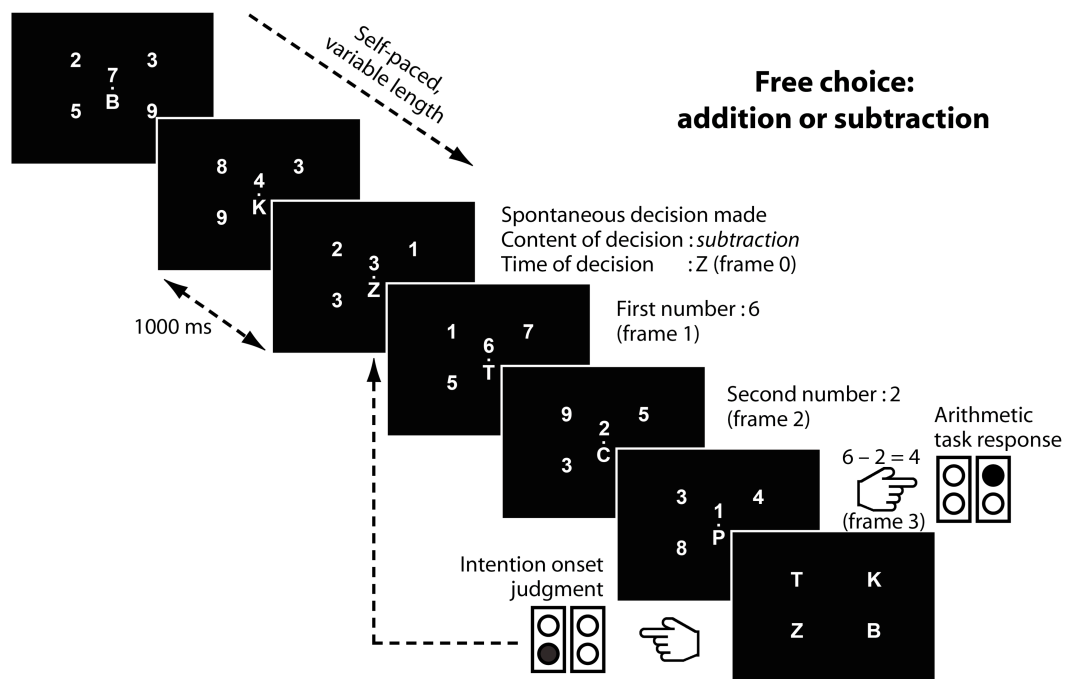 Self-paced,
variable length
Free choice:
addition or subtraction
2 3
7
B
5 9
8 3
4
K
9
1000 ms
2 1
3
Z
3
Spontaneous decision made
Content of decision : subtraction
Time of decision : Z (frame 0)
1 7
6
T
5
First number : 6
(frame 1)
9 5
2
C
3
Second number : 2
(frame 2)
3 4
1
P
8
6 – 2 = 4
(frame 3)
Arithmetic
task response
T K
Z B
Intention onset
judgment